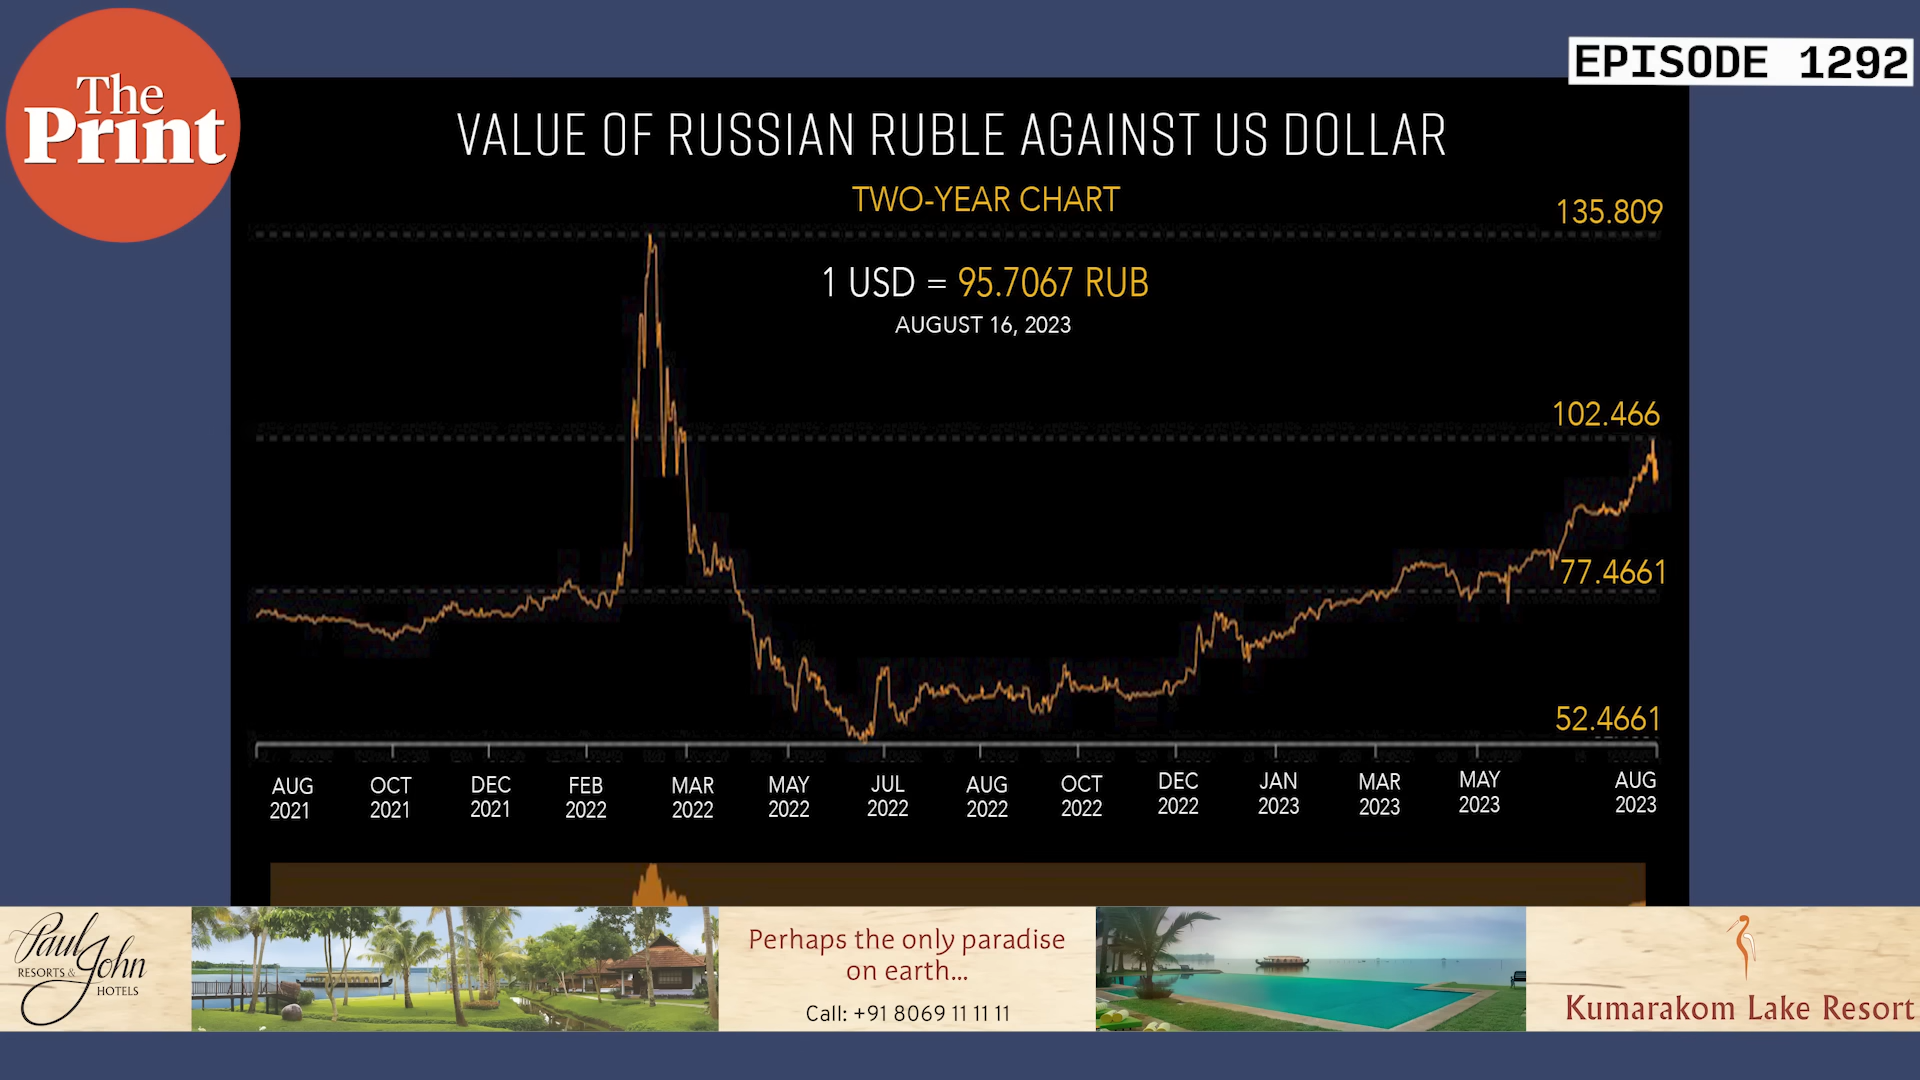 The
Print
EPISODE 1292
VALUE OF RUSSIAN RUBLE AGAINST US DOLLAR
TWO-YEAR CHART
135.809
1 USD = 95.7067 RUB
AUGUST 16, 2023
102.466
77.4661
52.4661
AUG 2021
OCT 2021
DEC 2021
FEB 2022
MAR 2022
MAY 2022
JUL 2022
AUG 2022
OCT 2022
DEC 2022
JAN 2023
MAR 2023
MAY 2023
AUG 2023
Paul John
RESORTS &
HOTELS
Perhaps the only paradise
on earth...
Call: +91 8069 11 11 11
Kumarakom Lake Resort